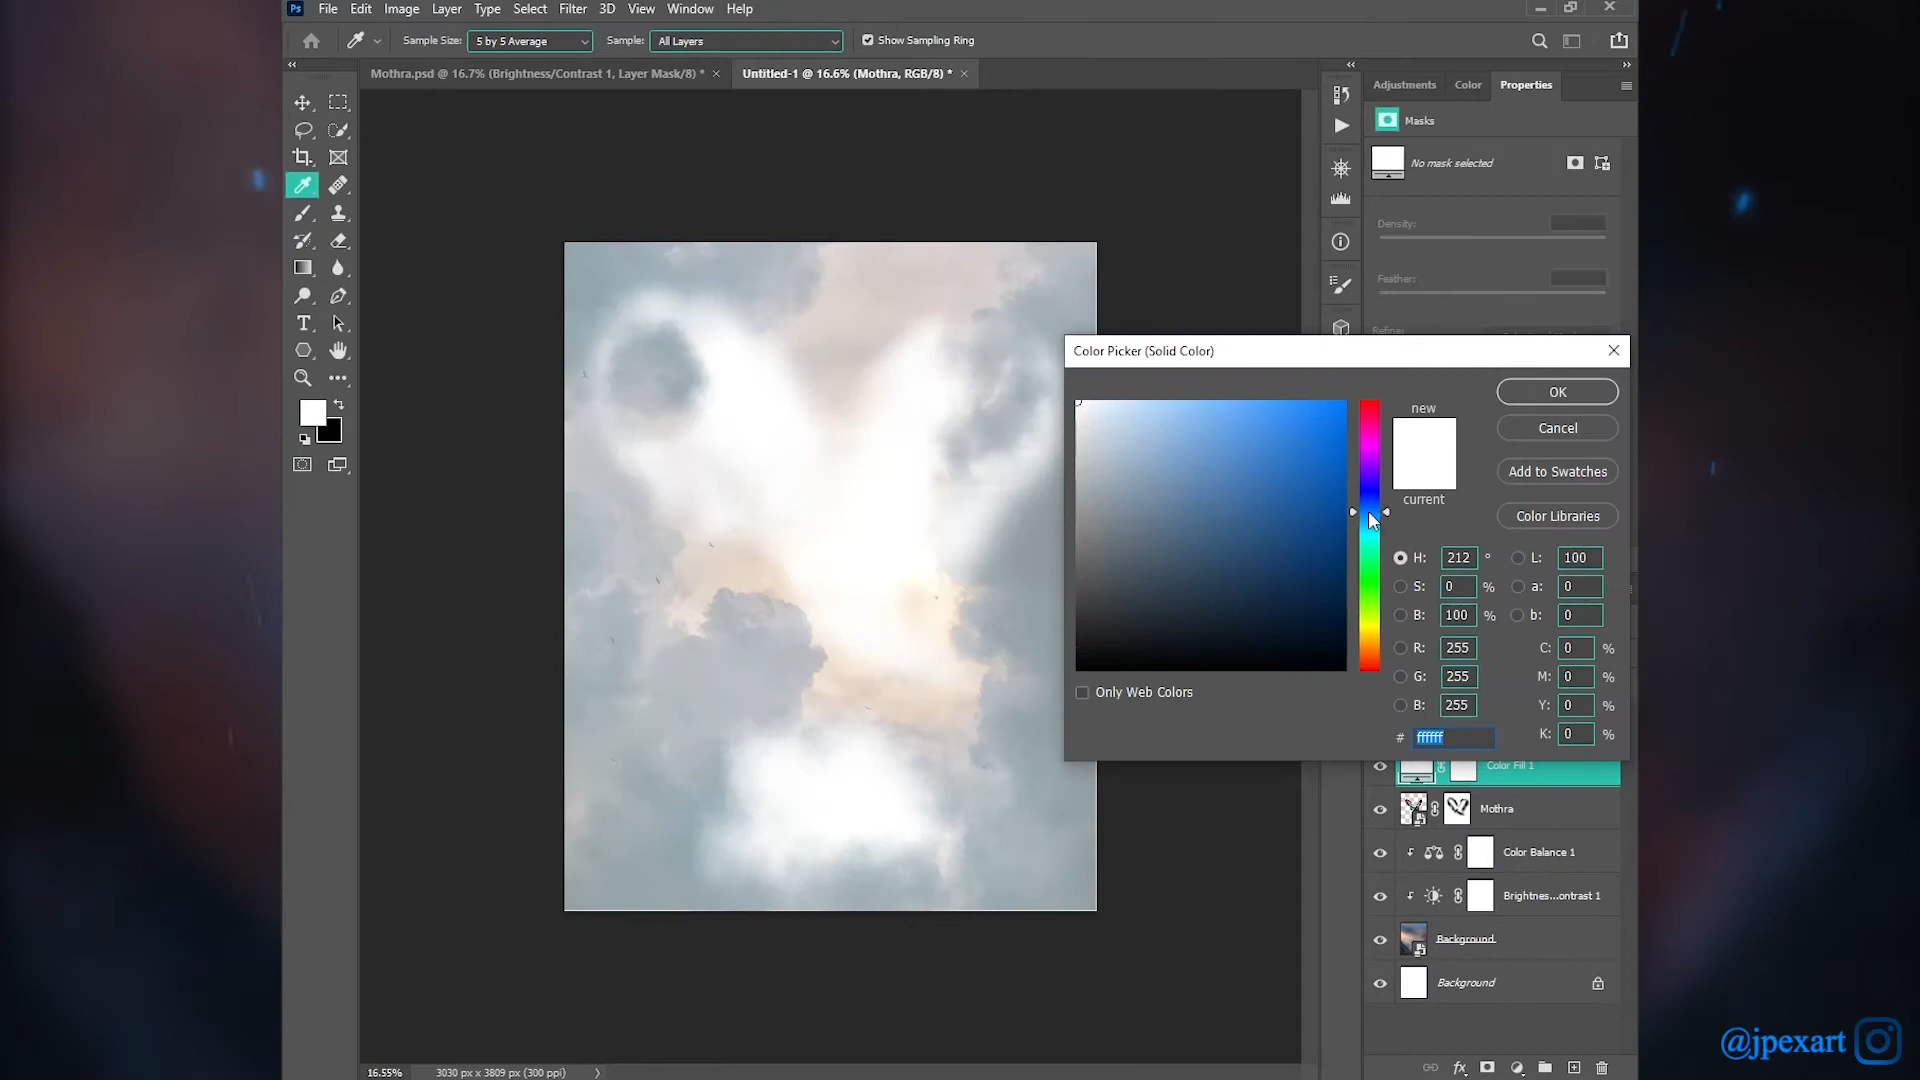 Ps File Edit Image Layer Type Select Filter 3D View Window Help
Sample Size: 5 by 5 Average Sample: All Layers Show Sampling Ring
Mothra.psd @ 16.7% (Brightness/Contrast 1, Layer Mask/8) * × Untitled-1 @ 16.6% (Mothra, RGB/8) * ×
Adjustments Color Properties
Masks
No mask selected
Density:
Feather:
Refine:
Color Picker (Solid Color)
new
current
OK
Cancel
Add to Swatches
Color Libraries
H: 212 ° L: 100
S: 0 % a: 0
B: 100 % b: 0
R: 255 C: 0 %
G: 255 M: 0 %
B: 255 Y: 0 %
# ffffff K: 0 %
Only Web Colors
Color Fill 1
Mothra
Color Balance 1
Brightnes...ontrast 1
Background
Background
16.55% 3030 px x 3809 px (300 ppi)
fx
@jpexart